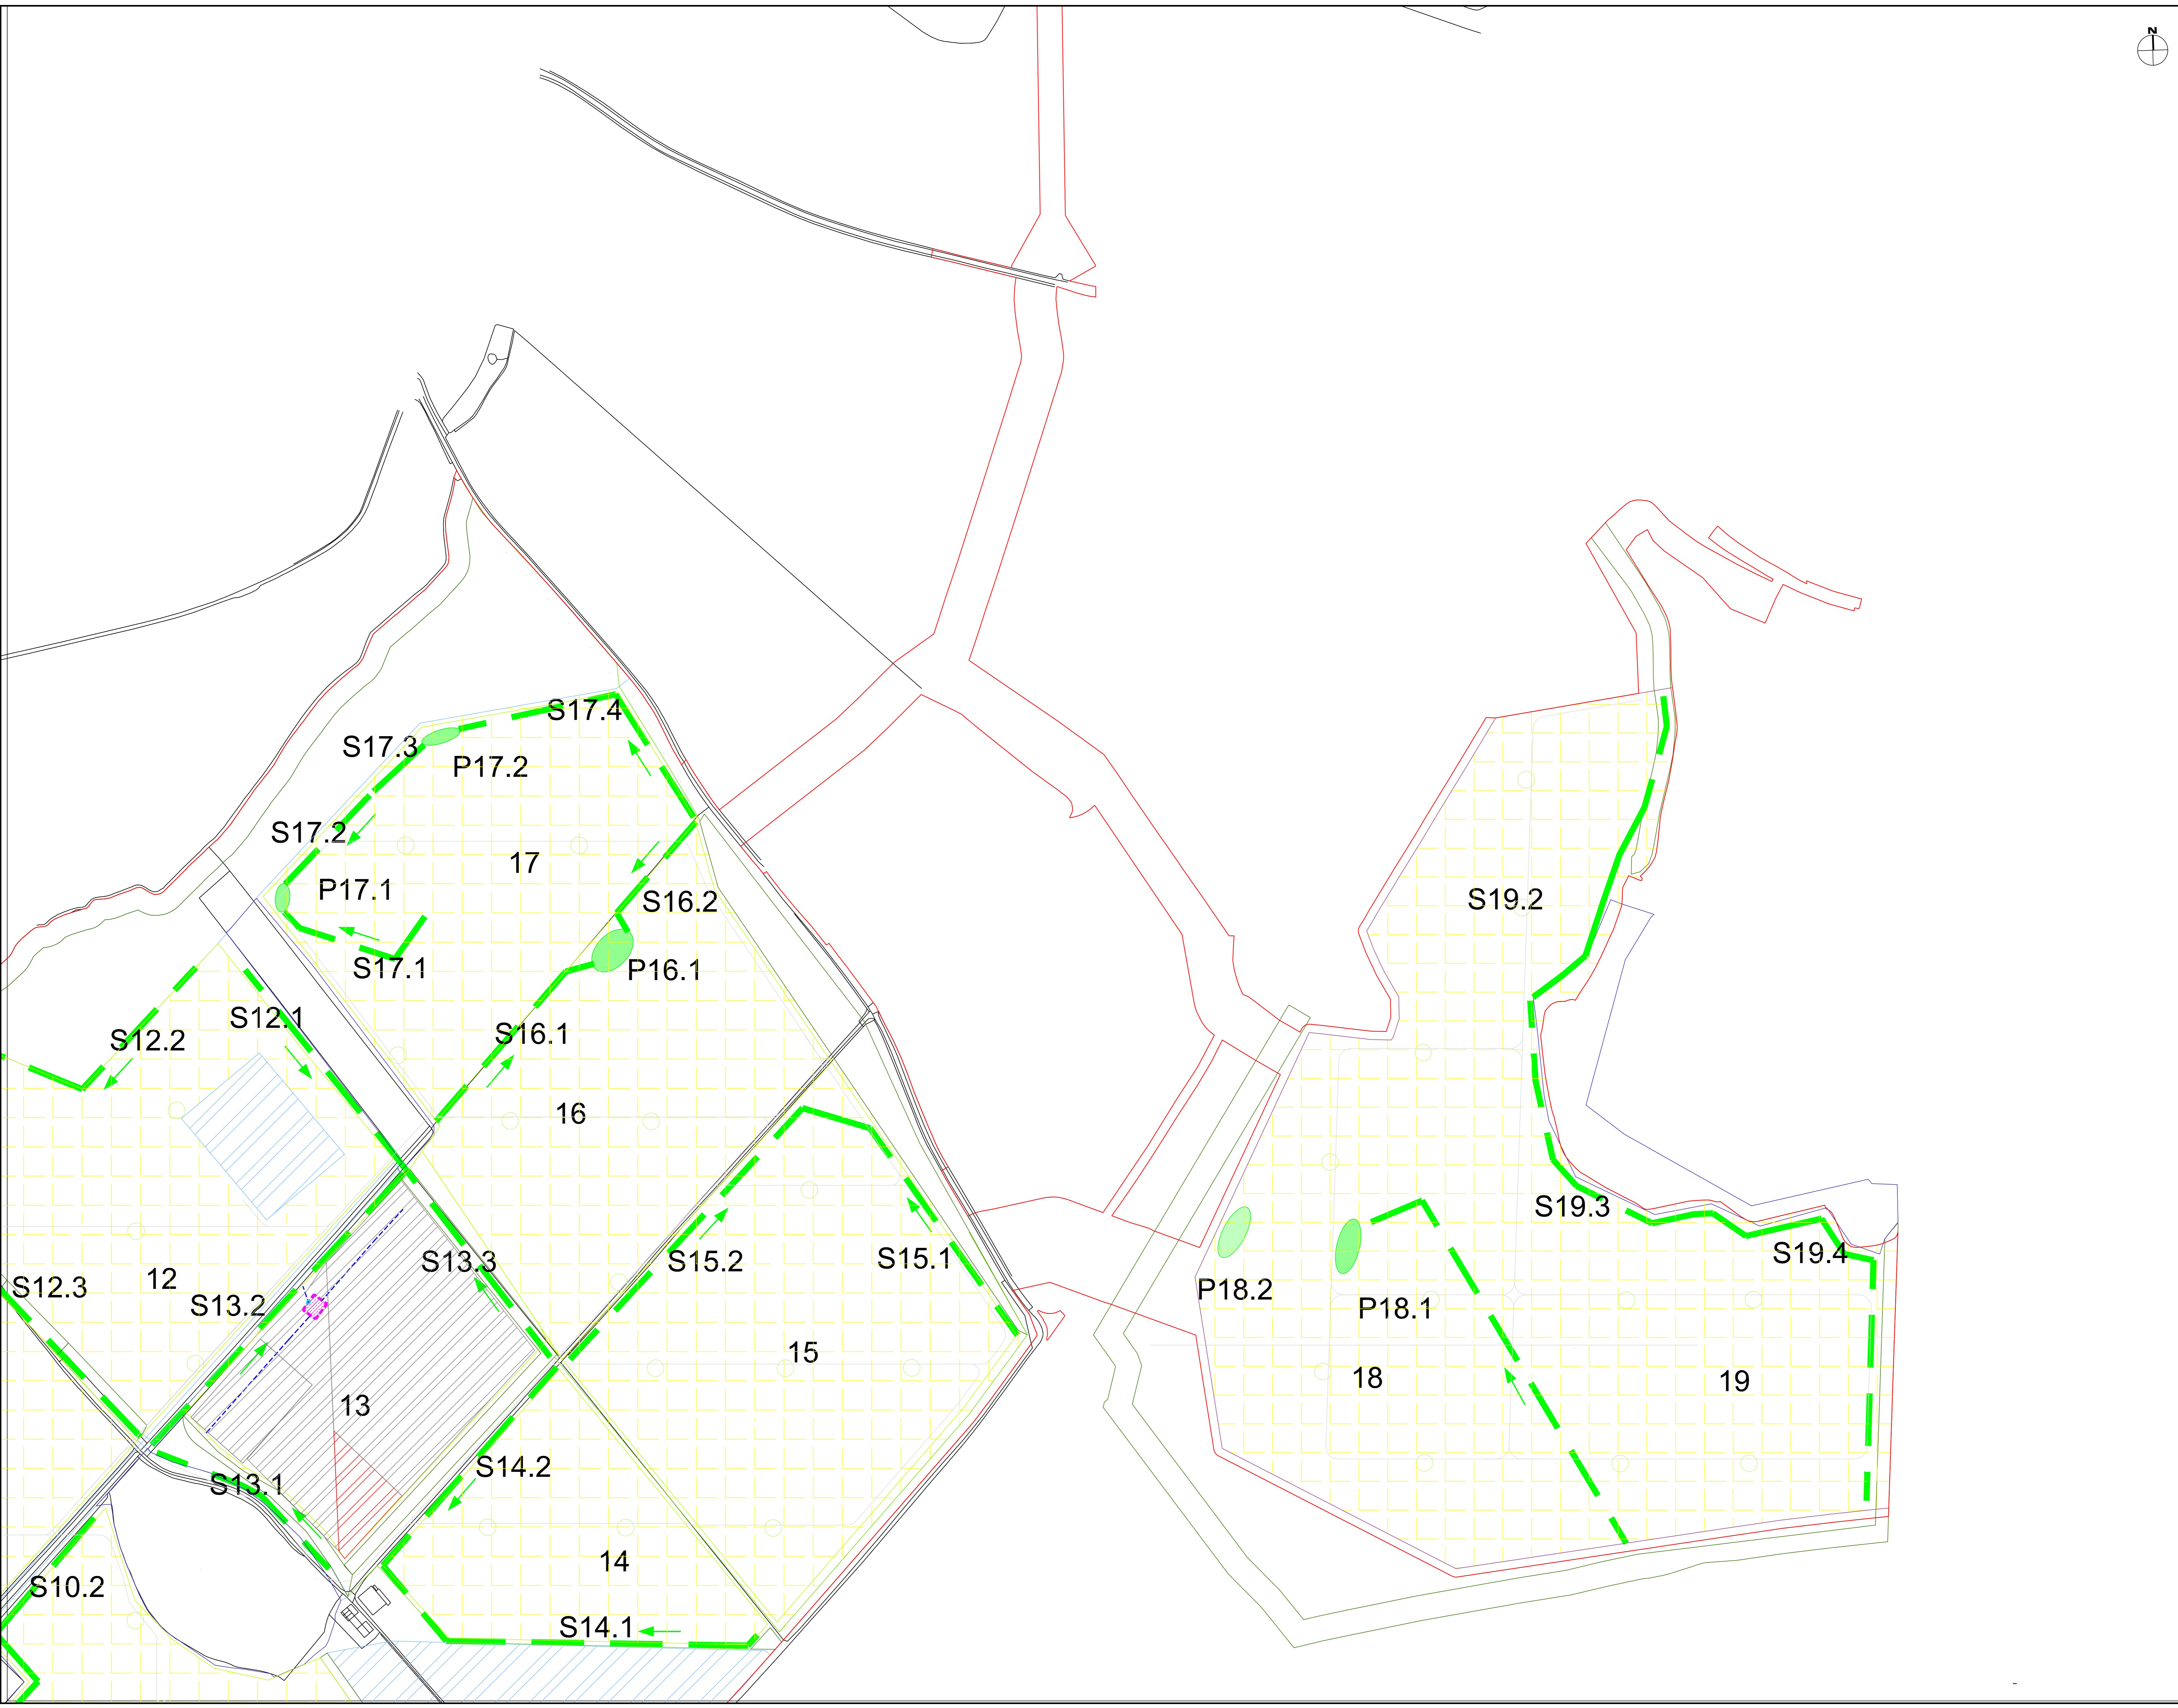 N
S17.4
S17.3
P17.2
S17.2
17
P17.1
S16.2
S19.2
S17.1
P16.1
S12.1
S16.1
S12.2
16
S19.3
S19.4
S13.3
S15.2
S15.1
12
S12.3
P18.2
S13.2
P18.1
15
18
19
13
S14.2
S13.1
14
S10.2
S14.1